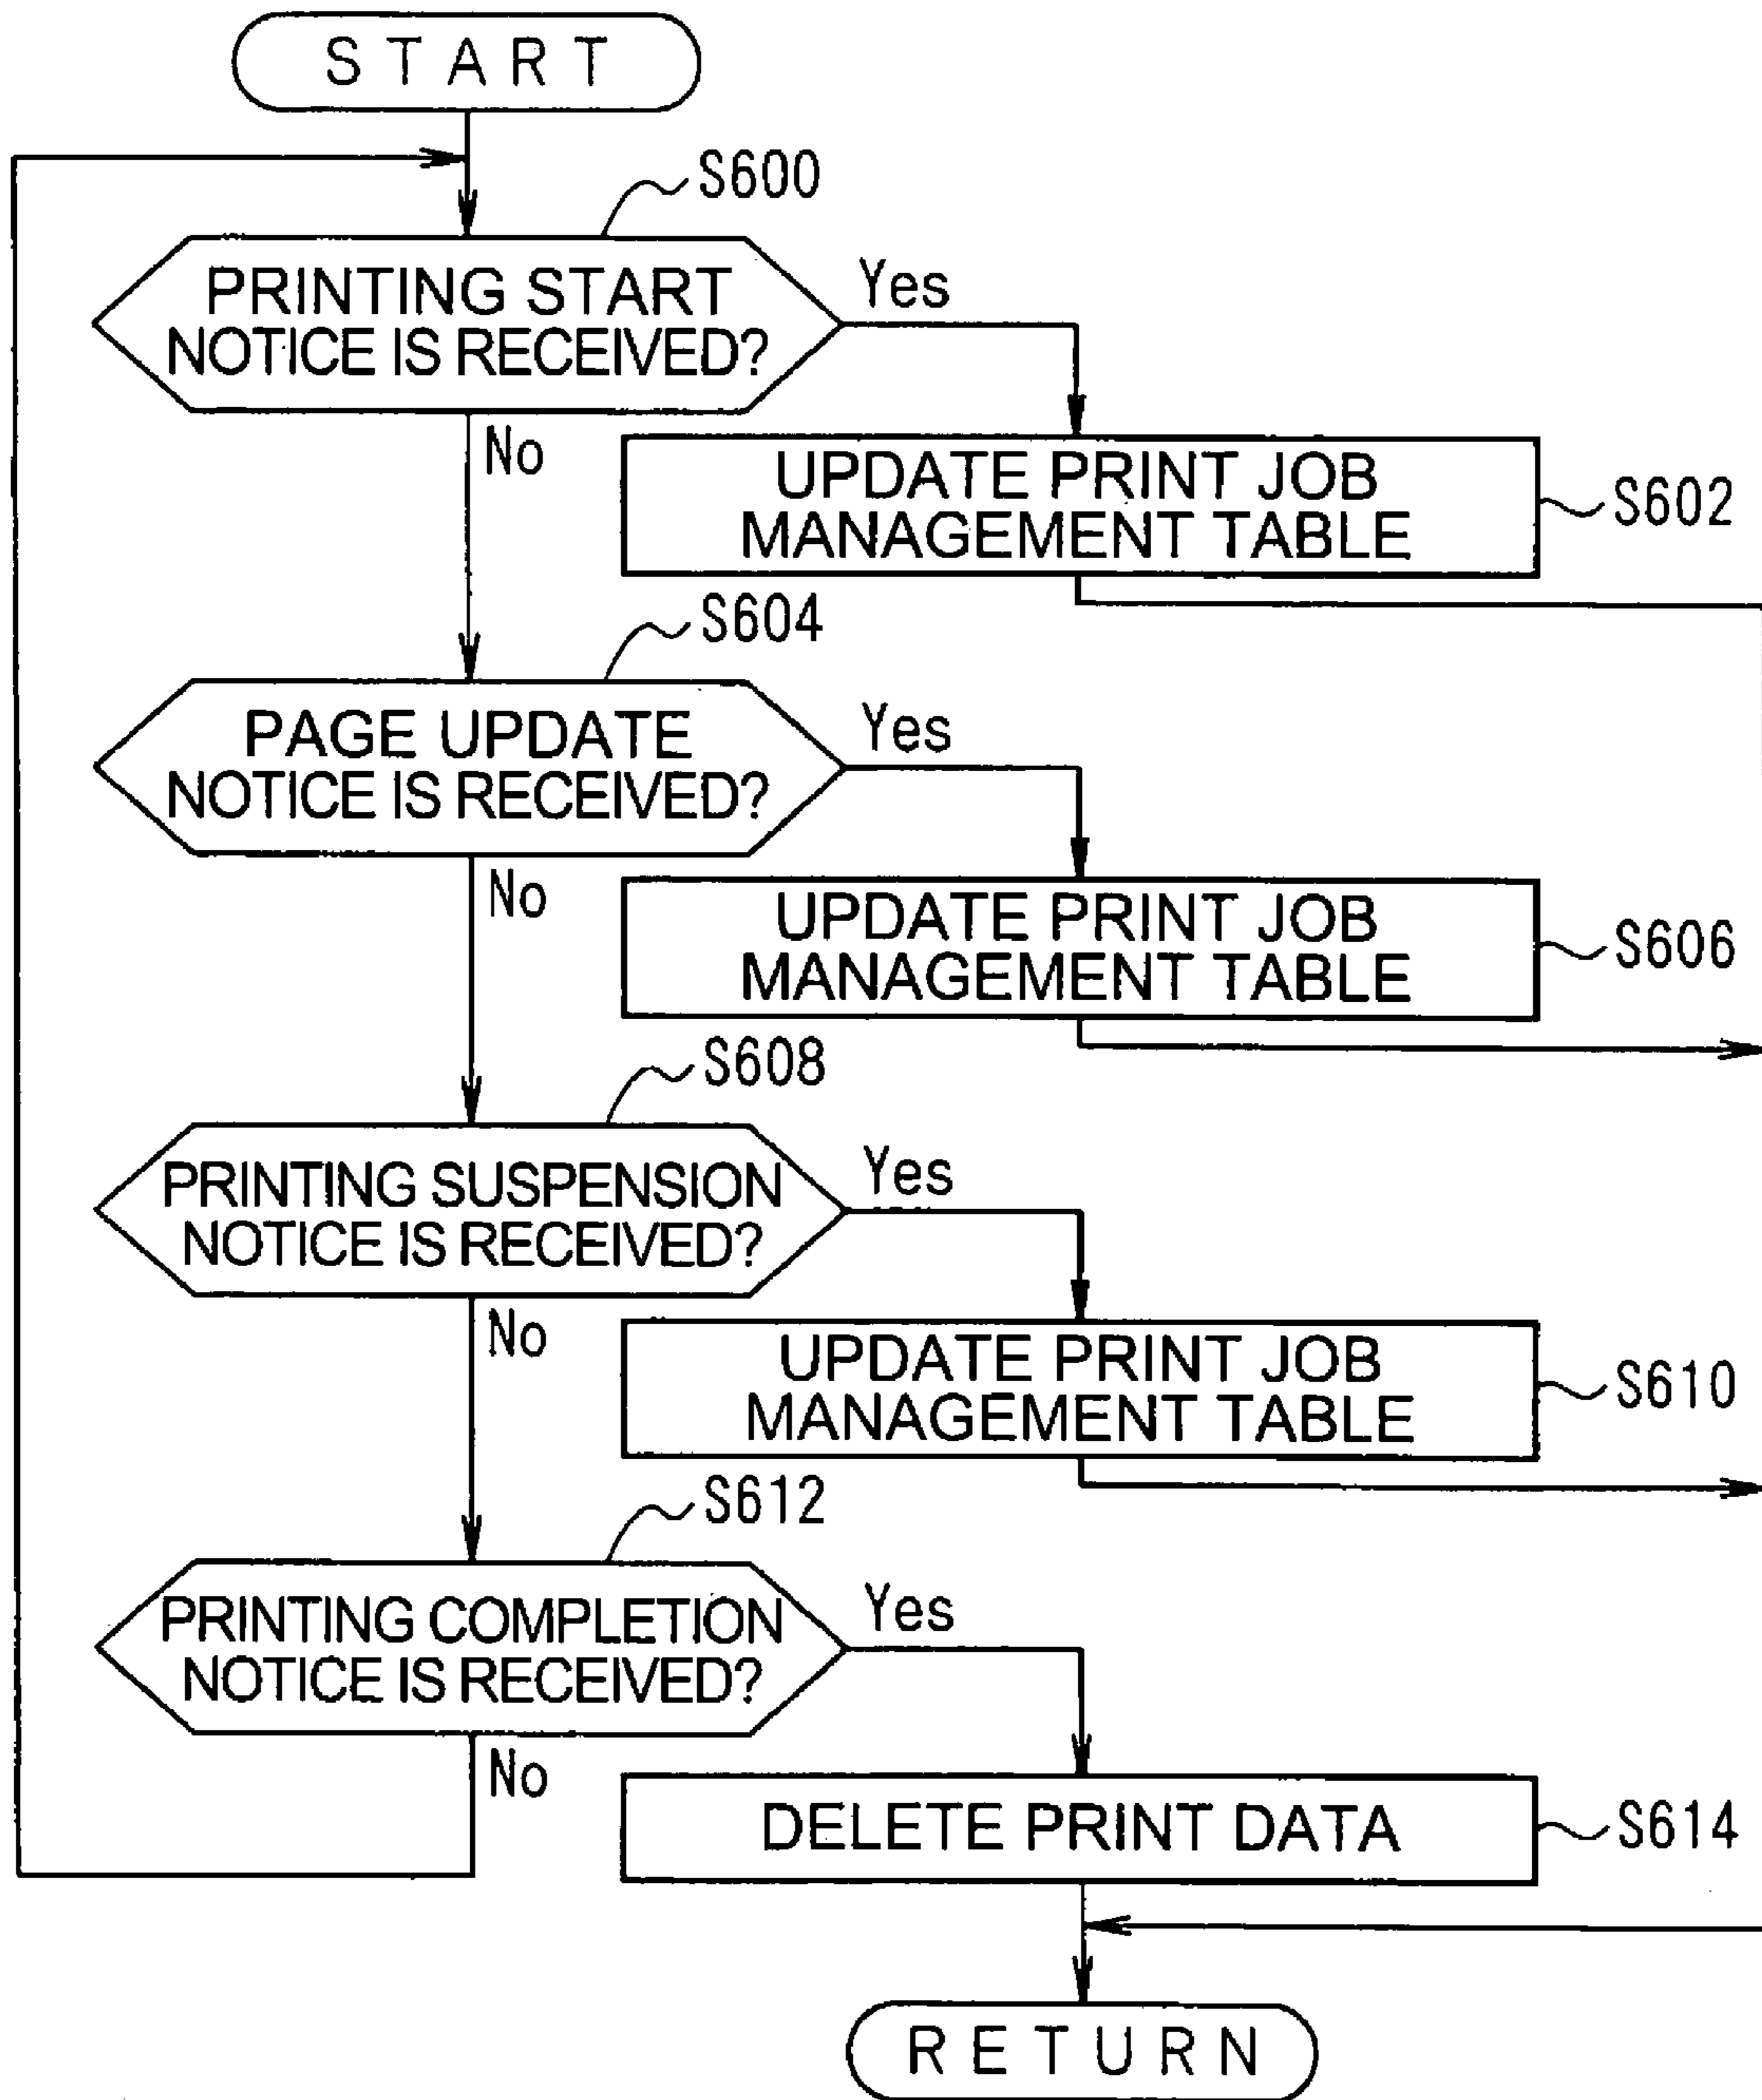 START
S600
PRINTING START
NOTICE IS RECEIVED?
Yes
No
UPDATE PRINT JOB
MANAGEMENT TABLE
S602
S604
PAGE UPDATE
NOTICE IS RECEIVED?
Yes
No
UPDATE PRINT JOB
MANAGEMENT TABLE
S606
S608
PRINTING SUSPENSION
NOTICE IS RECEIVED?
Yes
No
UPDATE PRINT JOB
MANAGEMENT TABLE
S610
S612
PRINTING COMPLETION
NOTICE IS RECEIVED?
Yes
No
DELETE PRINT DATA
S614
RETURN